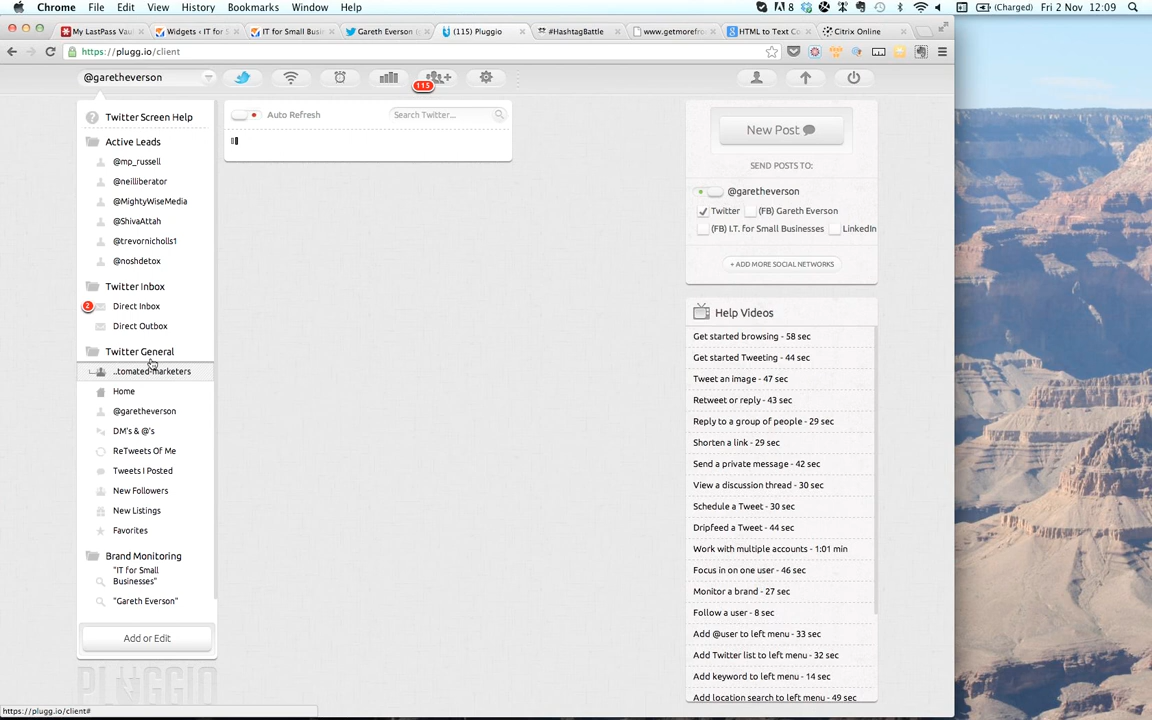 Chrome File Edit View History Bookmarks Window Help
8 (Charged) Fri 2 Nov 12:09
My LastPass Vau
Widgets ‹ IT for S
IT for Small Busi
Gareth Everson
(115) Pluggio
#HashtagBattle
www.getmorefro
HTML to Text Co
Citrix Online
https://plugg.io/client
@garetheverson
115
Twitter Screen Help
Active Leads
@mp_russell
@neilliberator
@MightyWiseMedia
@ShivaAttah
@trevornicholls1
@noshdetox
Twitter Inbox
2 Direct Inbox
Direct Outbox
Twitter General
..tomated marketers
Home
@garetheverson
DM's & @'s
ReTweets Of Me
Tweets I Posted
New Followers
New Listings
Favorites
Brand Monitoring
"IT for Small
Businesses"
"Gareth Everson"
Add or Edit
PLUGGIO
https://plugg.io/client#
Auto Refresh
Search Twitter...
New Post
SEND POSTS TO:
@garetheverson
Twitter (FB) Gareth Everson
(FB) I.T. for Small Businesses LinkedIn
+ ADD MORE SOCIAL NETWORKS
Help Videos
Get started browsing - 58 sec
Get started Tweeting - 44 sec
Tweet an image - 47 sec
Retweet or reply - 43 sec
Reply to a group of people - 29 sec
Shorten a link - 29 sec
Send a private message - 42 sec
View a discussion thread - 30 sec
Schedule a Tweet - 30 sec
Dripfeed a Tweet - 44 sec
Work with multiple accounts - 1:01 min
Focus in on one user - 46 sec
Monitor a brand - 27 sec
Follow a user - 8 sec
Add @user to left menu - 33 sec
Add Twitter list to left menu - 32 sec
Add keyword to left menu - 14 sec
Add location search to left menu - 49 sec